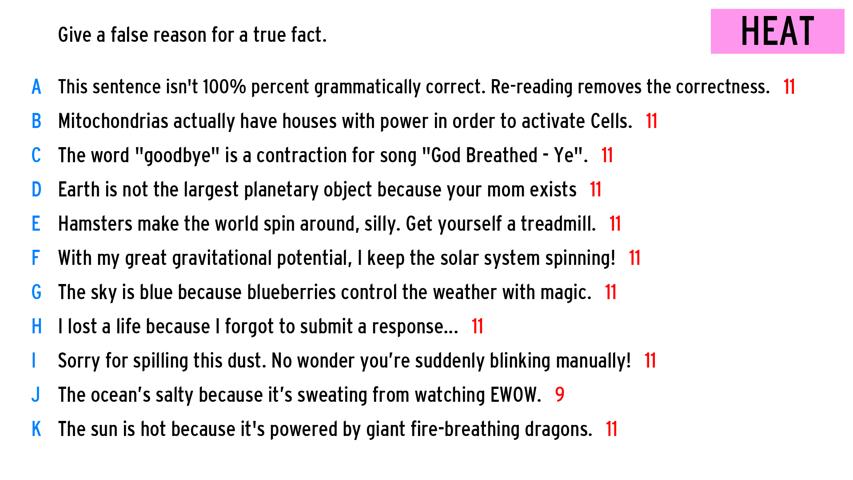 Give a false reason for a true fact.
HEAT
A This sentence isn't 100% percent grammatically correct. Re-reading removes the correctness. 11
B Mitochondrias actually have houses with power in order to activate Cells. 11
C The word "goodbye" is a contraction for song "God Breathed - Ye". 11
D Earth is not the largest planetary object because your mom exists 11
E Hamsters make the world spin around, silly. Get yourself a treadmill. 11
F With my great gravitational potential, I keep the solar system spinning! 11
G The sky is blue because blueberries control the weather with magic. 11
H I lost a life because I forgot to submit a response... 11
I Sorry for spilling this dust. No wonder you’re suddenly blinking manually! 11
J The ocean’s salty because it’s sweating from watching EWOW. 9
K The sun is hot because it's powered by giant fire-breathing dragons. 11